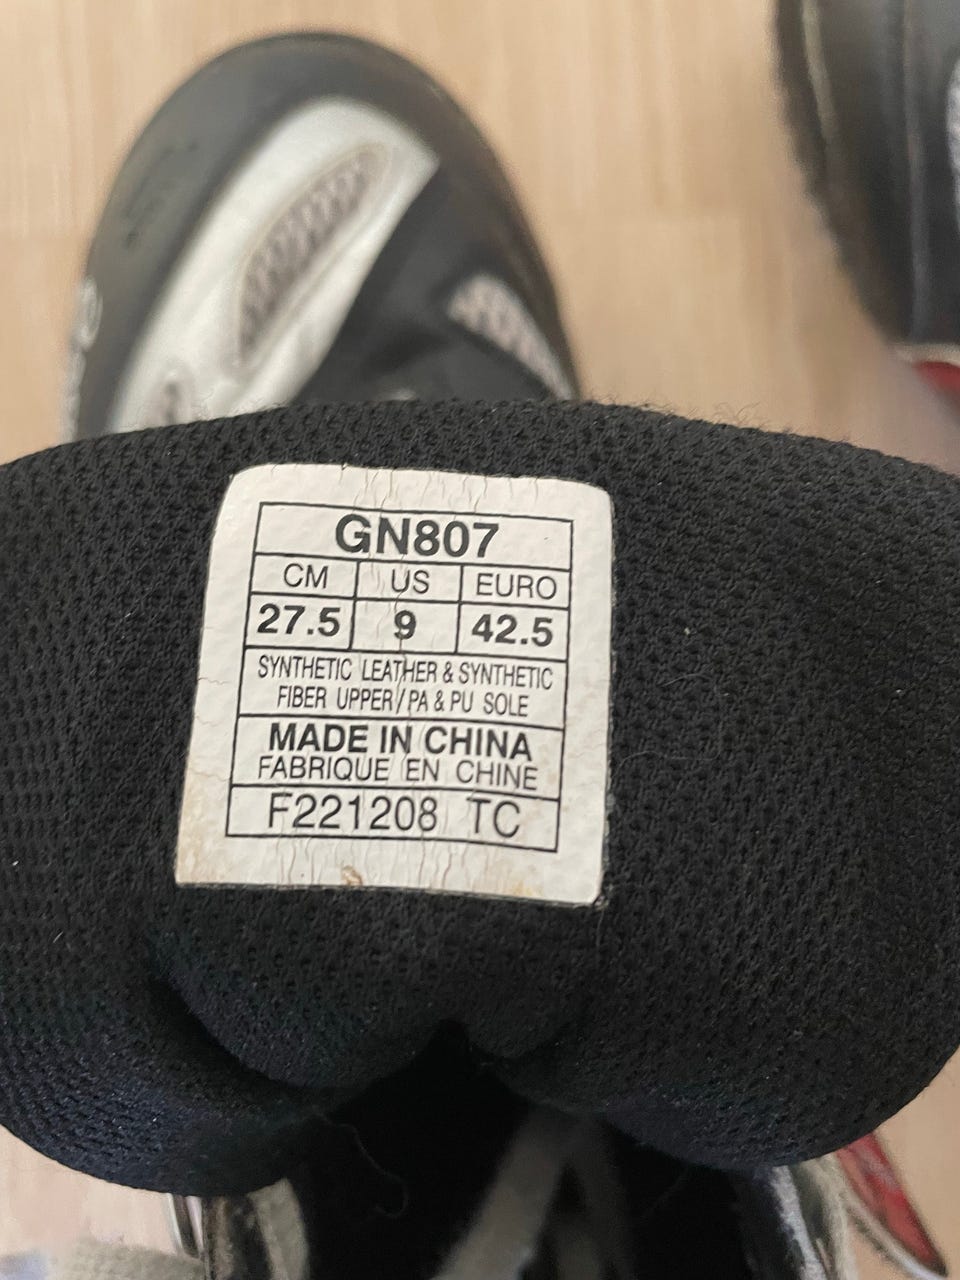 GN807
CM US EURO
27.5 9 42.5
SYNTHETIC LEATHER & SYNTHETIC
FIBER UPPER/PA & PU SOLE
MADE IN CHINA
FABRIQUE EN CHINE
F221208 TC